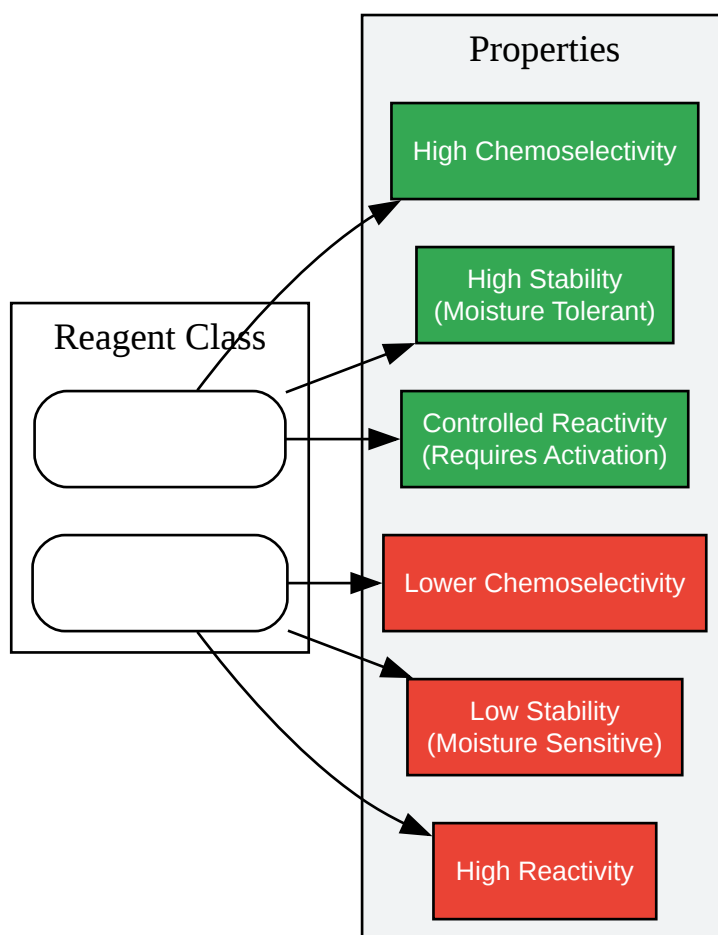 Properties
High Chemoselectivity
High Stability
(Moisture Tolerant)
Reagent Class
Controlled Reactivity
(Requires Activation)
Lower Chemoselectivity
Low Stability
(Moisture Sensitive)
High Reactivity